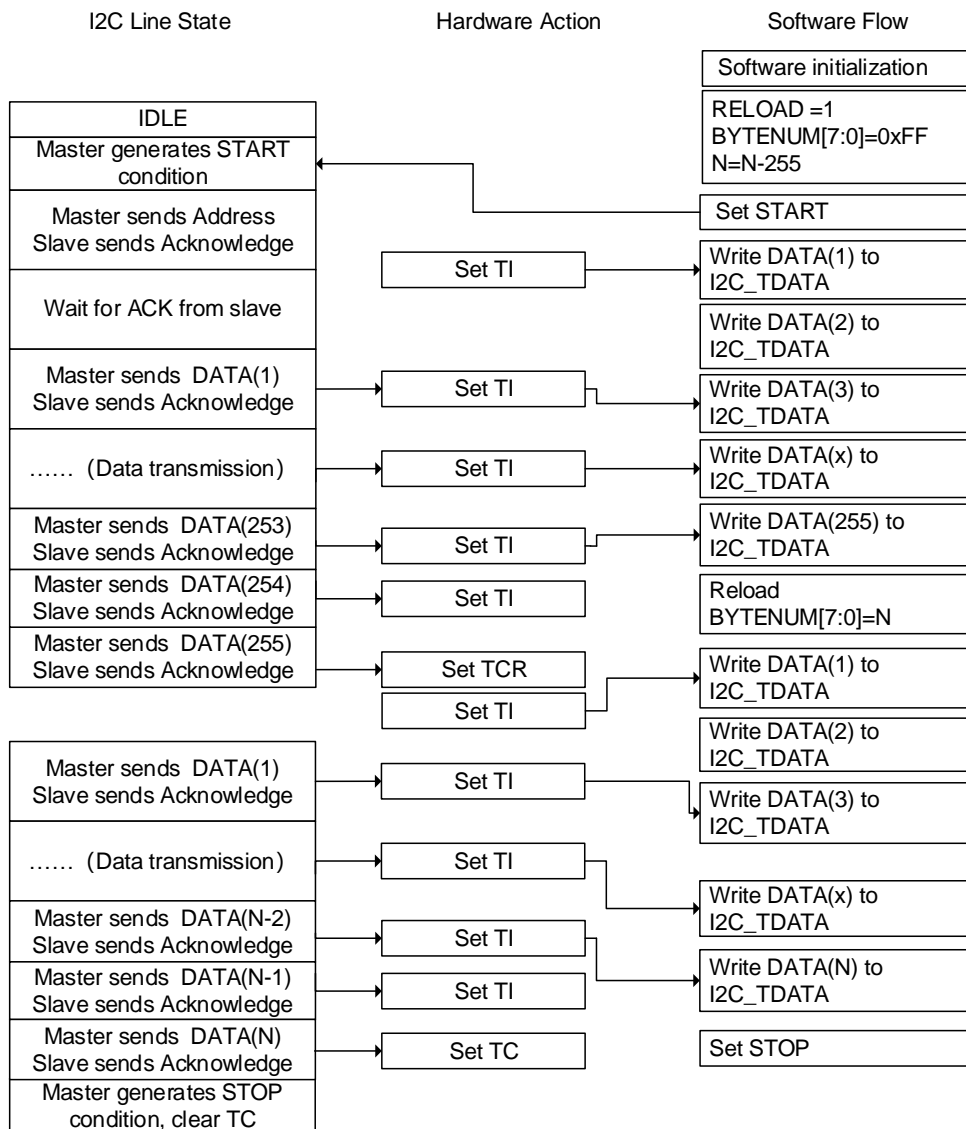 I2C Line State
Hardware Action
Software Flow
Software initialization
IDLE
RELOAD =1
BYTENUM[7:0]=0xFF
N=N-255
Master generates START
condition
Set START
Master sends Address
Slave sends Acknowledge
Set TI
Write DATA(1) to
I2C_TDATA
Wait for ACK from slave
Write DATA(2) to
I2C_TDATA
Master sends DATA(1)
Slave sends Acknowledge
Set TI
Write DATA(3) to
I2C_TDATA
…… (Data transmission)
Set TI
Write DATA(x) to
I2C_TDATA
Master sends DATA(253)
Slave sends Acknowledge
Set TI
Write DATA(255) to
I2C_TDATA
Master sends DATA(254)
Slave sends Acknowledge
Set TI
Reload
BYTENUM[7:0]=N
Master sends DATA(255)
Slave sends Acknowledge
Set TCR
Set TI
Write DATA(1) to
I2C_TDATA
Write DATA(2) to
I2C_TDATA
Master sends DATA(1)
Slave sends Acknowledge
Set TI
Write DATA(3) to
I2C_TDATA
…… (Data transmission)
Set TI
Write DATA(x) to
I2C_TDATA
Master sends DATA(N-2)
Slave sends Acknowledge
Set TI
Write DATA(N) to
I2C_TDATA
Master sends DATA(N-1)
Slave sends Acknowledge
Set TI
Master sends DATA(N)
Slave sends Acknowledge
Set TC
Set STOP
Master generates STOP
condition, clear TC